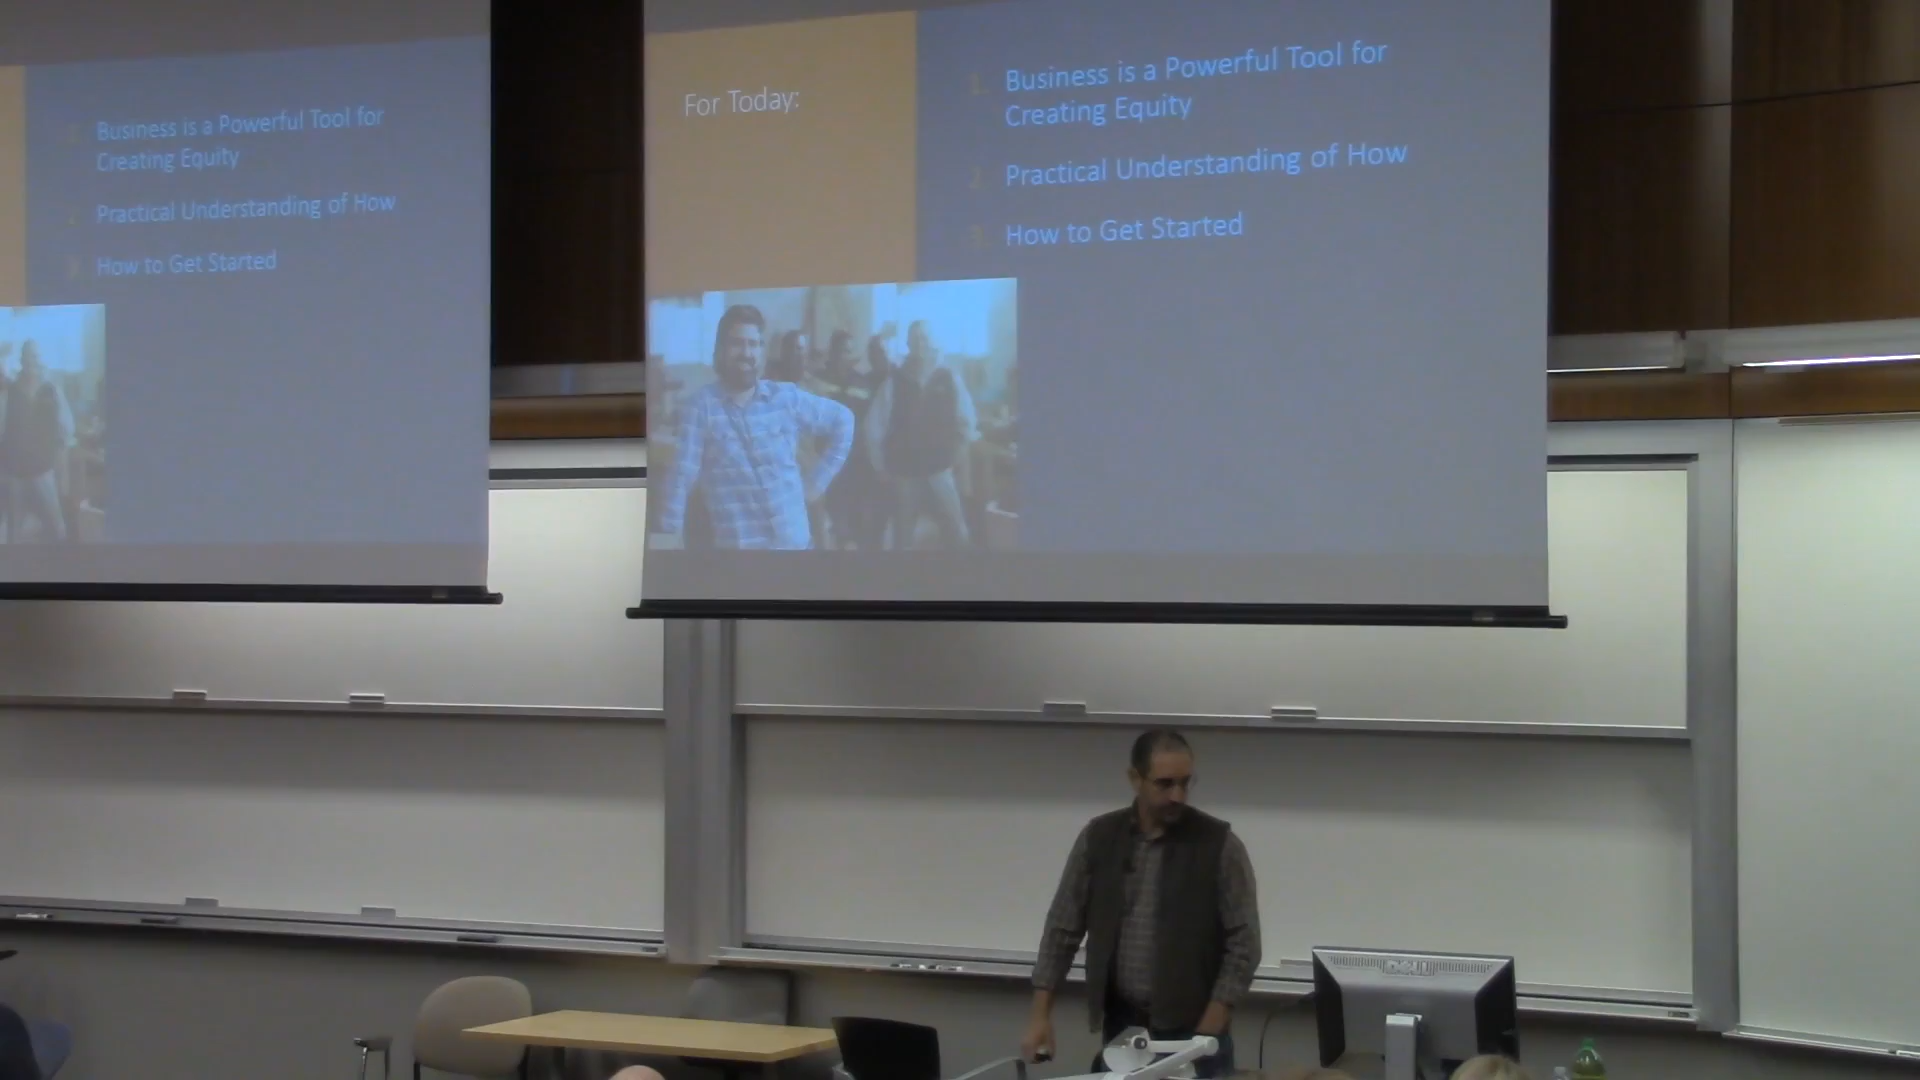 Business is a Powerful Tool for
Creating Equity
Practical Understanding of How
How to Get Started
For Today:
1. Business is a Powerful Tool for
Creating Equity
2. Practical Understanding of How
3. How to Get Started
DELL